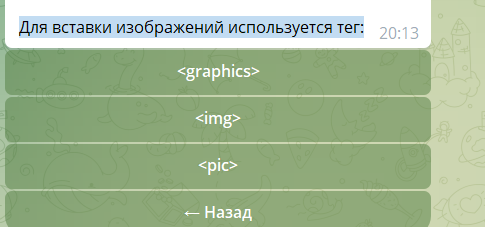 Для вставки изображений используется тег:
20:13
<graphics>
<img>
<pic>
← Назад